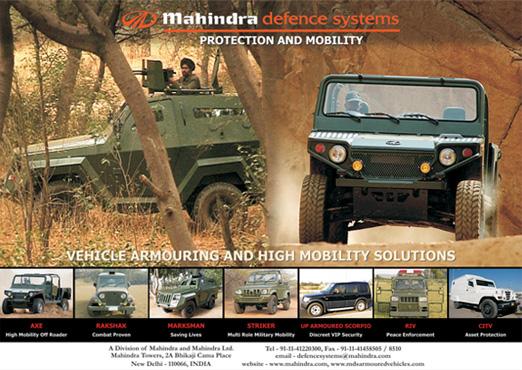 Mahindra defence systems
PROTECTION AND MOBILITY
VEHICLE ARMOURING AND HIGH MOBILITY SOLUTIONS
AXE RAKSHAK MARKSMAN STRIKER UP ARMOURED SCORPIO RIV CITV
High Mobility Off Roader Combat Proven Saving Lives Multi Role Military Mobility Discreet VIP Security Peace Enforcement Asset Protection
A Division of Mahindra and Mahindra Ltd.
Mahindra Towers, 2A Bhikaji Cama Place
New Delhi - 110066, INDIA
Tel - 91-11-41220300, Fax - 91-11-41458505 / 8510
email - defencesystems@mahindra.com
website - www.mahindra.com, www.mdsarmouredvehicles.com